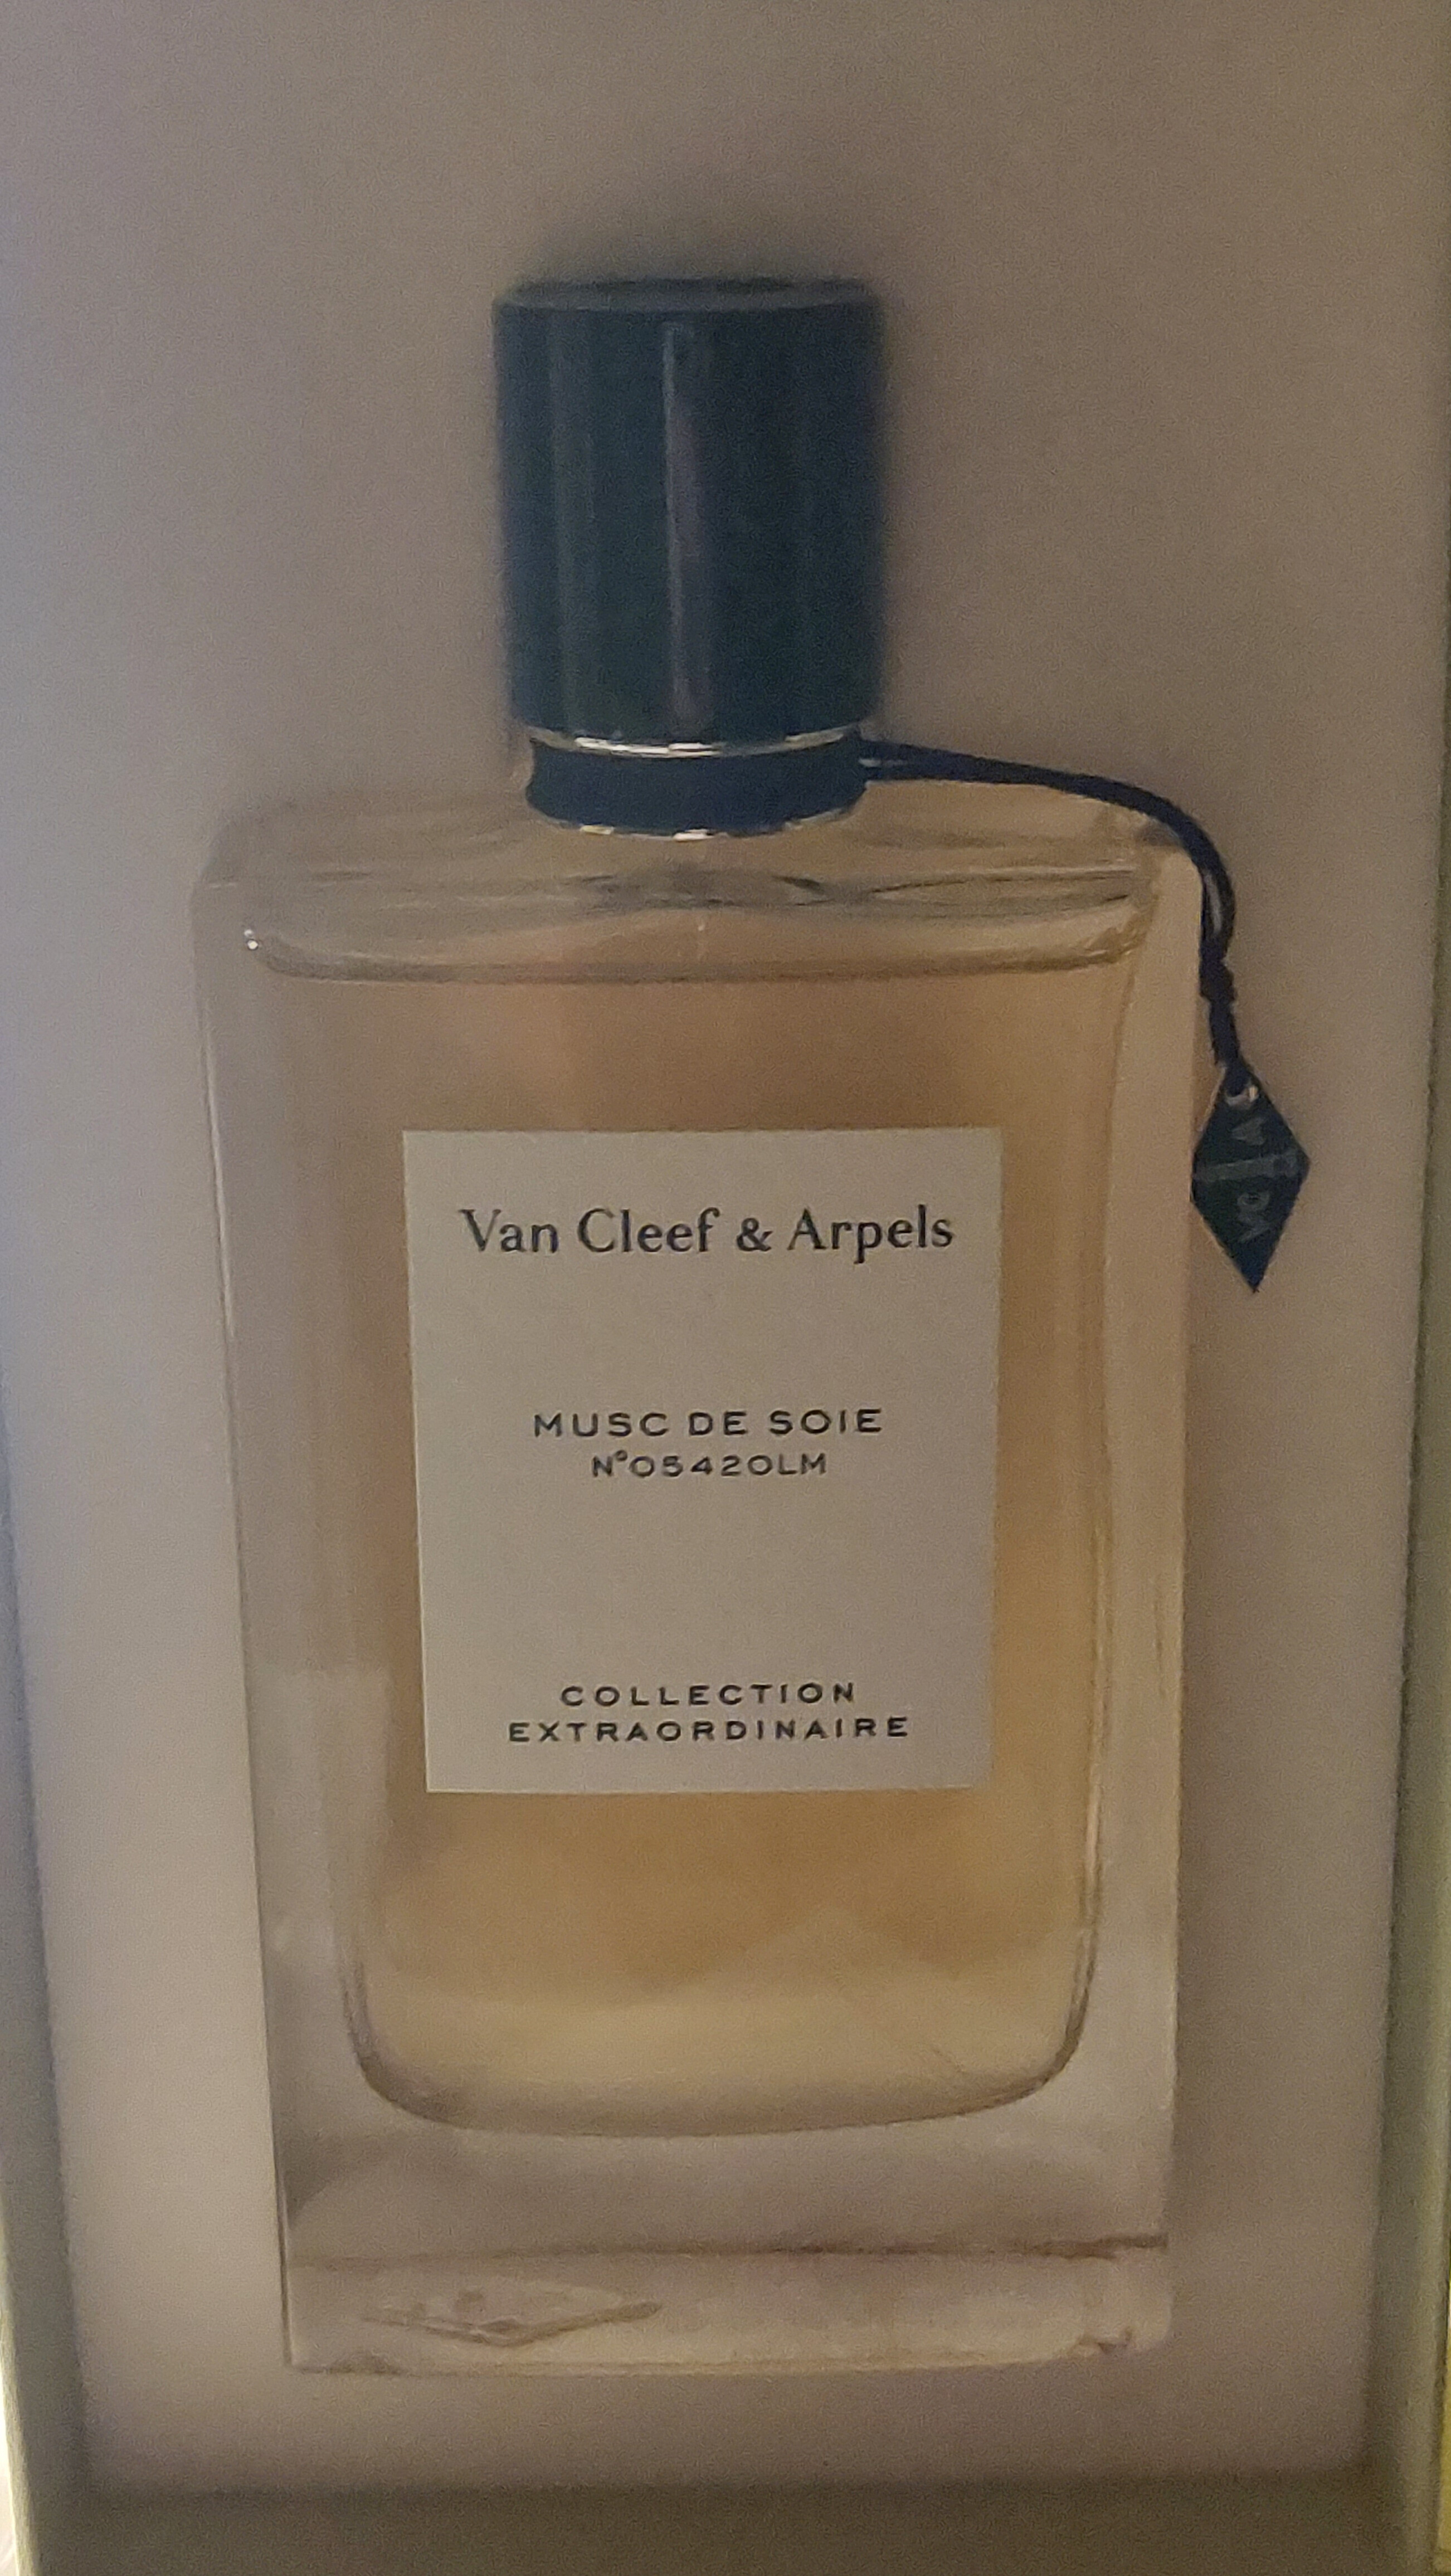 Van Cleef & Arpels
MUSC DE SOIE
N°05420LM
COLLECTION
EXTRAORDINAIRE